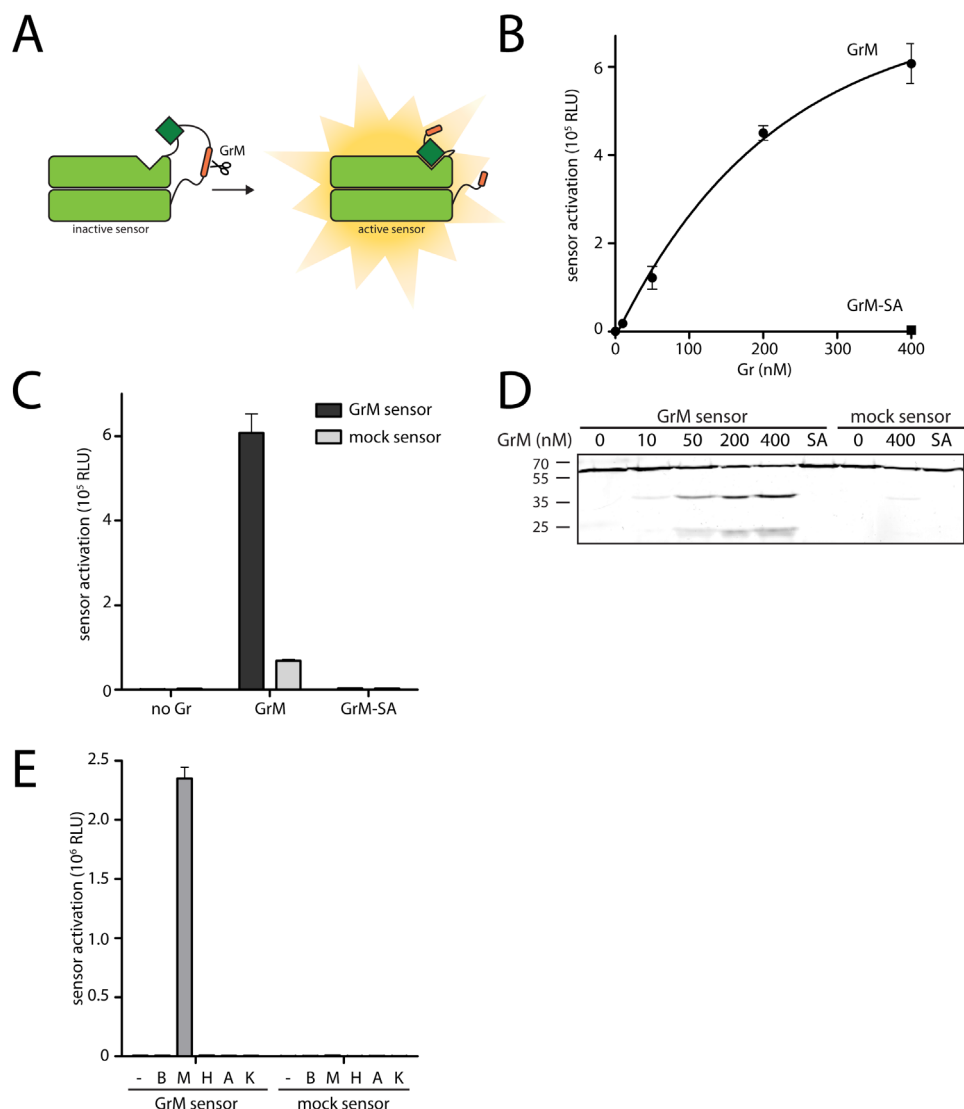 A
GrM
inactive sensor
active sensor
B
GrM
GrM-SA
sensor activation (10⁵ RLU)
6
4
2
0
0 100 200 300 400
Gr (nM)
C
GrM sensor
mock sensor
sensor activation (10⁵ RLU)
6
6
2
0
no Gr GrM GrM-SA
D
GrM sensor mock sensor
GrM (nM) 0 10 50 200 400 SA 0 400 SA
70
55
35
25
E
sensor activation (10⁶ RLU)
2.5
2.0
1.5
1.0
0.5
0
- B M H A K - B M H A K
GrM sensor mock sensor